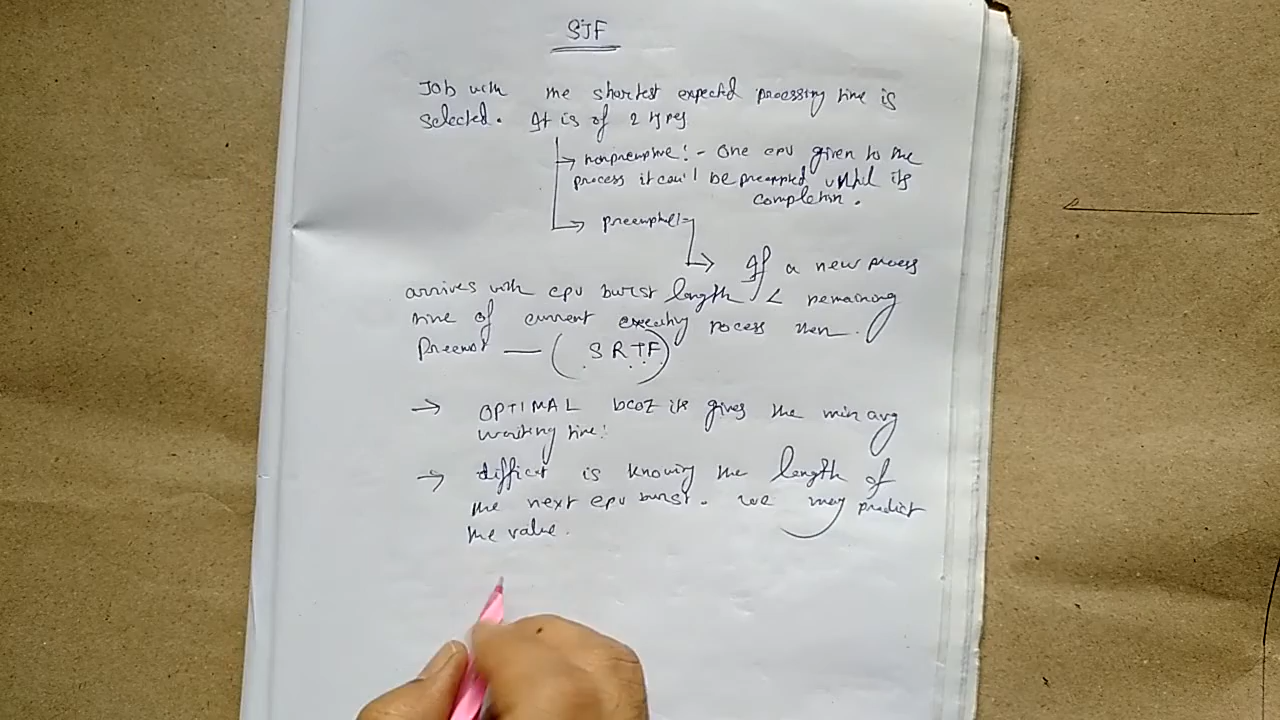 SJF
Job with the shortest expected processing time is
selected. It is of 2 types
→ nonpreemptive:- One cpu given to the
process it can't be preempted until its
completion.
→ preemptive:-
→ If a new process
arrives with cpu burst length < remaining
time of current executing process then.
Preempt — (SRTF)
→ OPTIMAL bcoz its gives the min avg
waiting time!
→ difficult is knowing the length of
the next cpu burst. we may predict
the value.